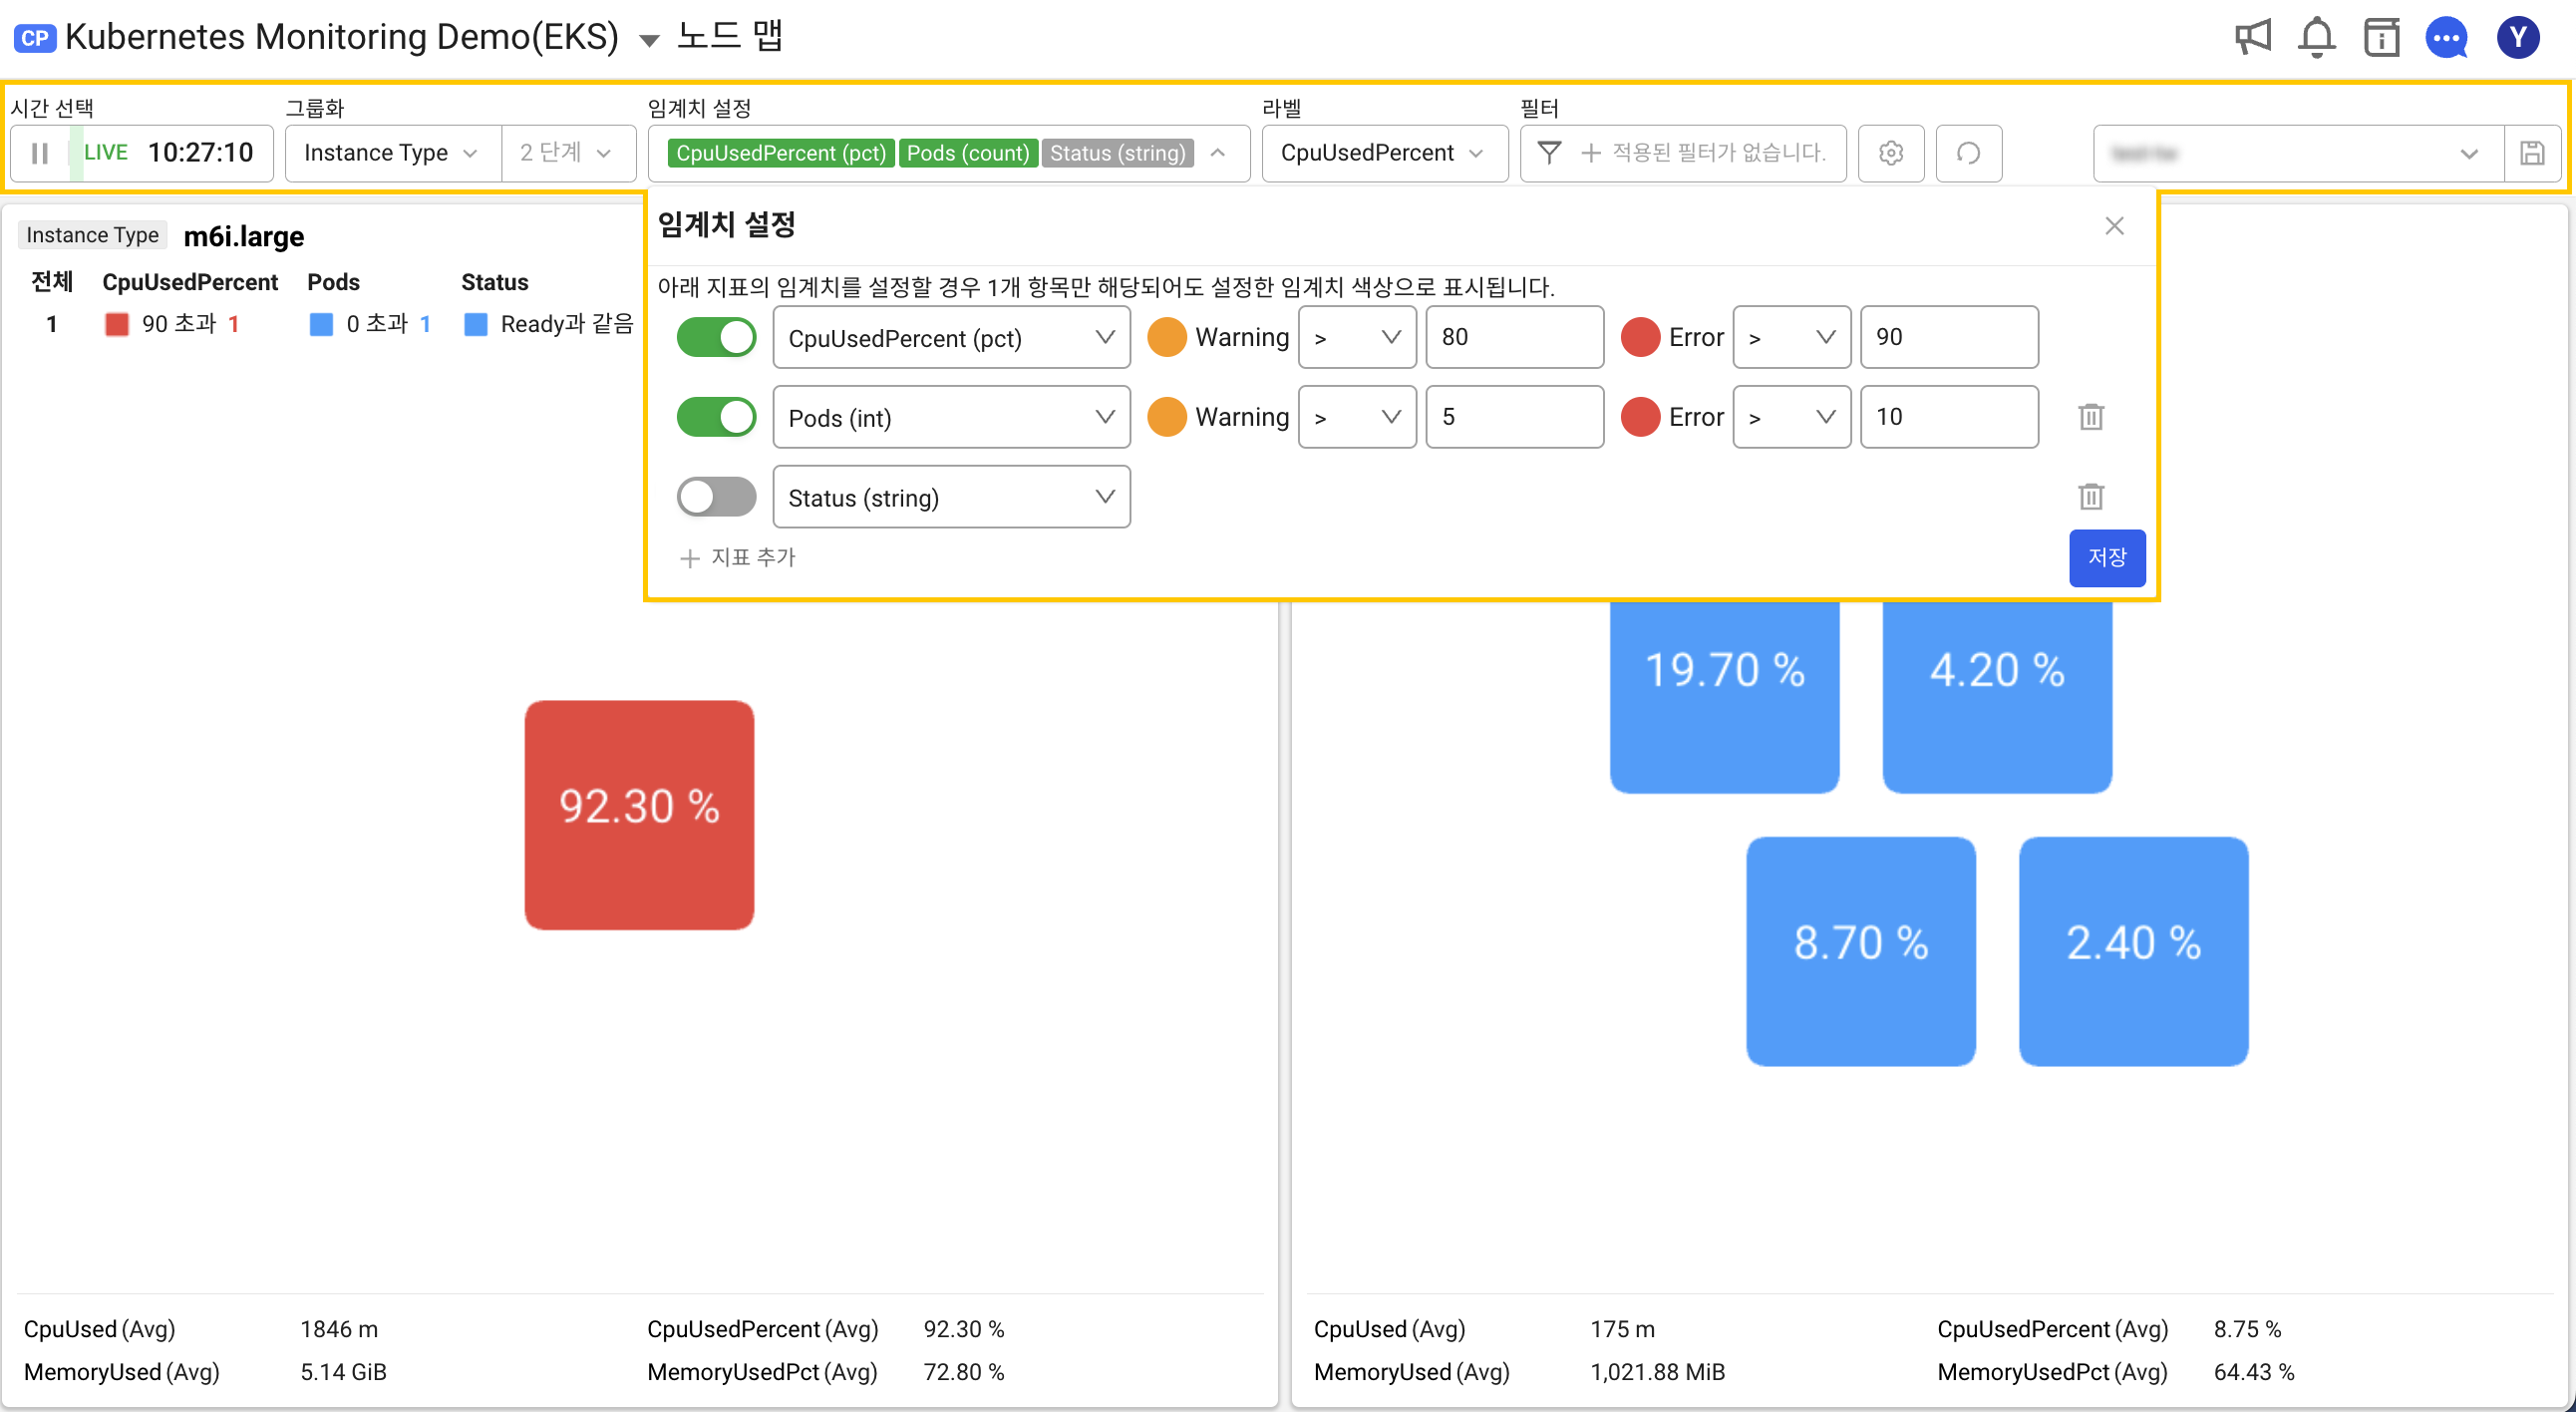 CP Kubernetes Monitoring Demo(EKS) 노드 맵 Y
시간 선택 그룹화 임계치 설정 라벨 필터
LIVE 10:27:10 Instance Type 2 단계 CpuUsedPercent (pct) Pods (count) Status (string) CpuUsedPercent 적용된 필터가 없습니다.
Instance Type m6i.large
전체 CpuUsedPercent Pods Status
1 90 초과 1 0 초과 1 Ready과 같음
임계치 설정
아래 지표의 임계치를 설정할 경우 1개 항목만 해당되어도 설정한 임계치 색상으로 표시됩니다.
CpuUsedPercent (pct) Warning > 80 Error > 90
Pods (int) Warning > 5 Error > 10
Status (string)
+ 지표 추가 저장
92.30 %
19.70 % 4.20 %
8.70 % 2.40 %
CpuUsed (Avg) 1846 m CpuUsedPercent (Avg) 92.30 %
MemoryUsed (Avg) 5.14 GiB MemoryUsedPct (Avg) 72.80 %
CpuUsed (Avg) 175 m CpuUsedPercent (Avg) 8.75 %
MemoryUsed (Avg) 1,021.88 MiB MemoryUsedPct (Avg) 64.43 %